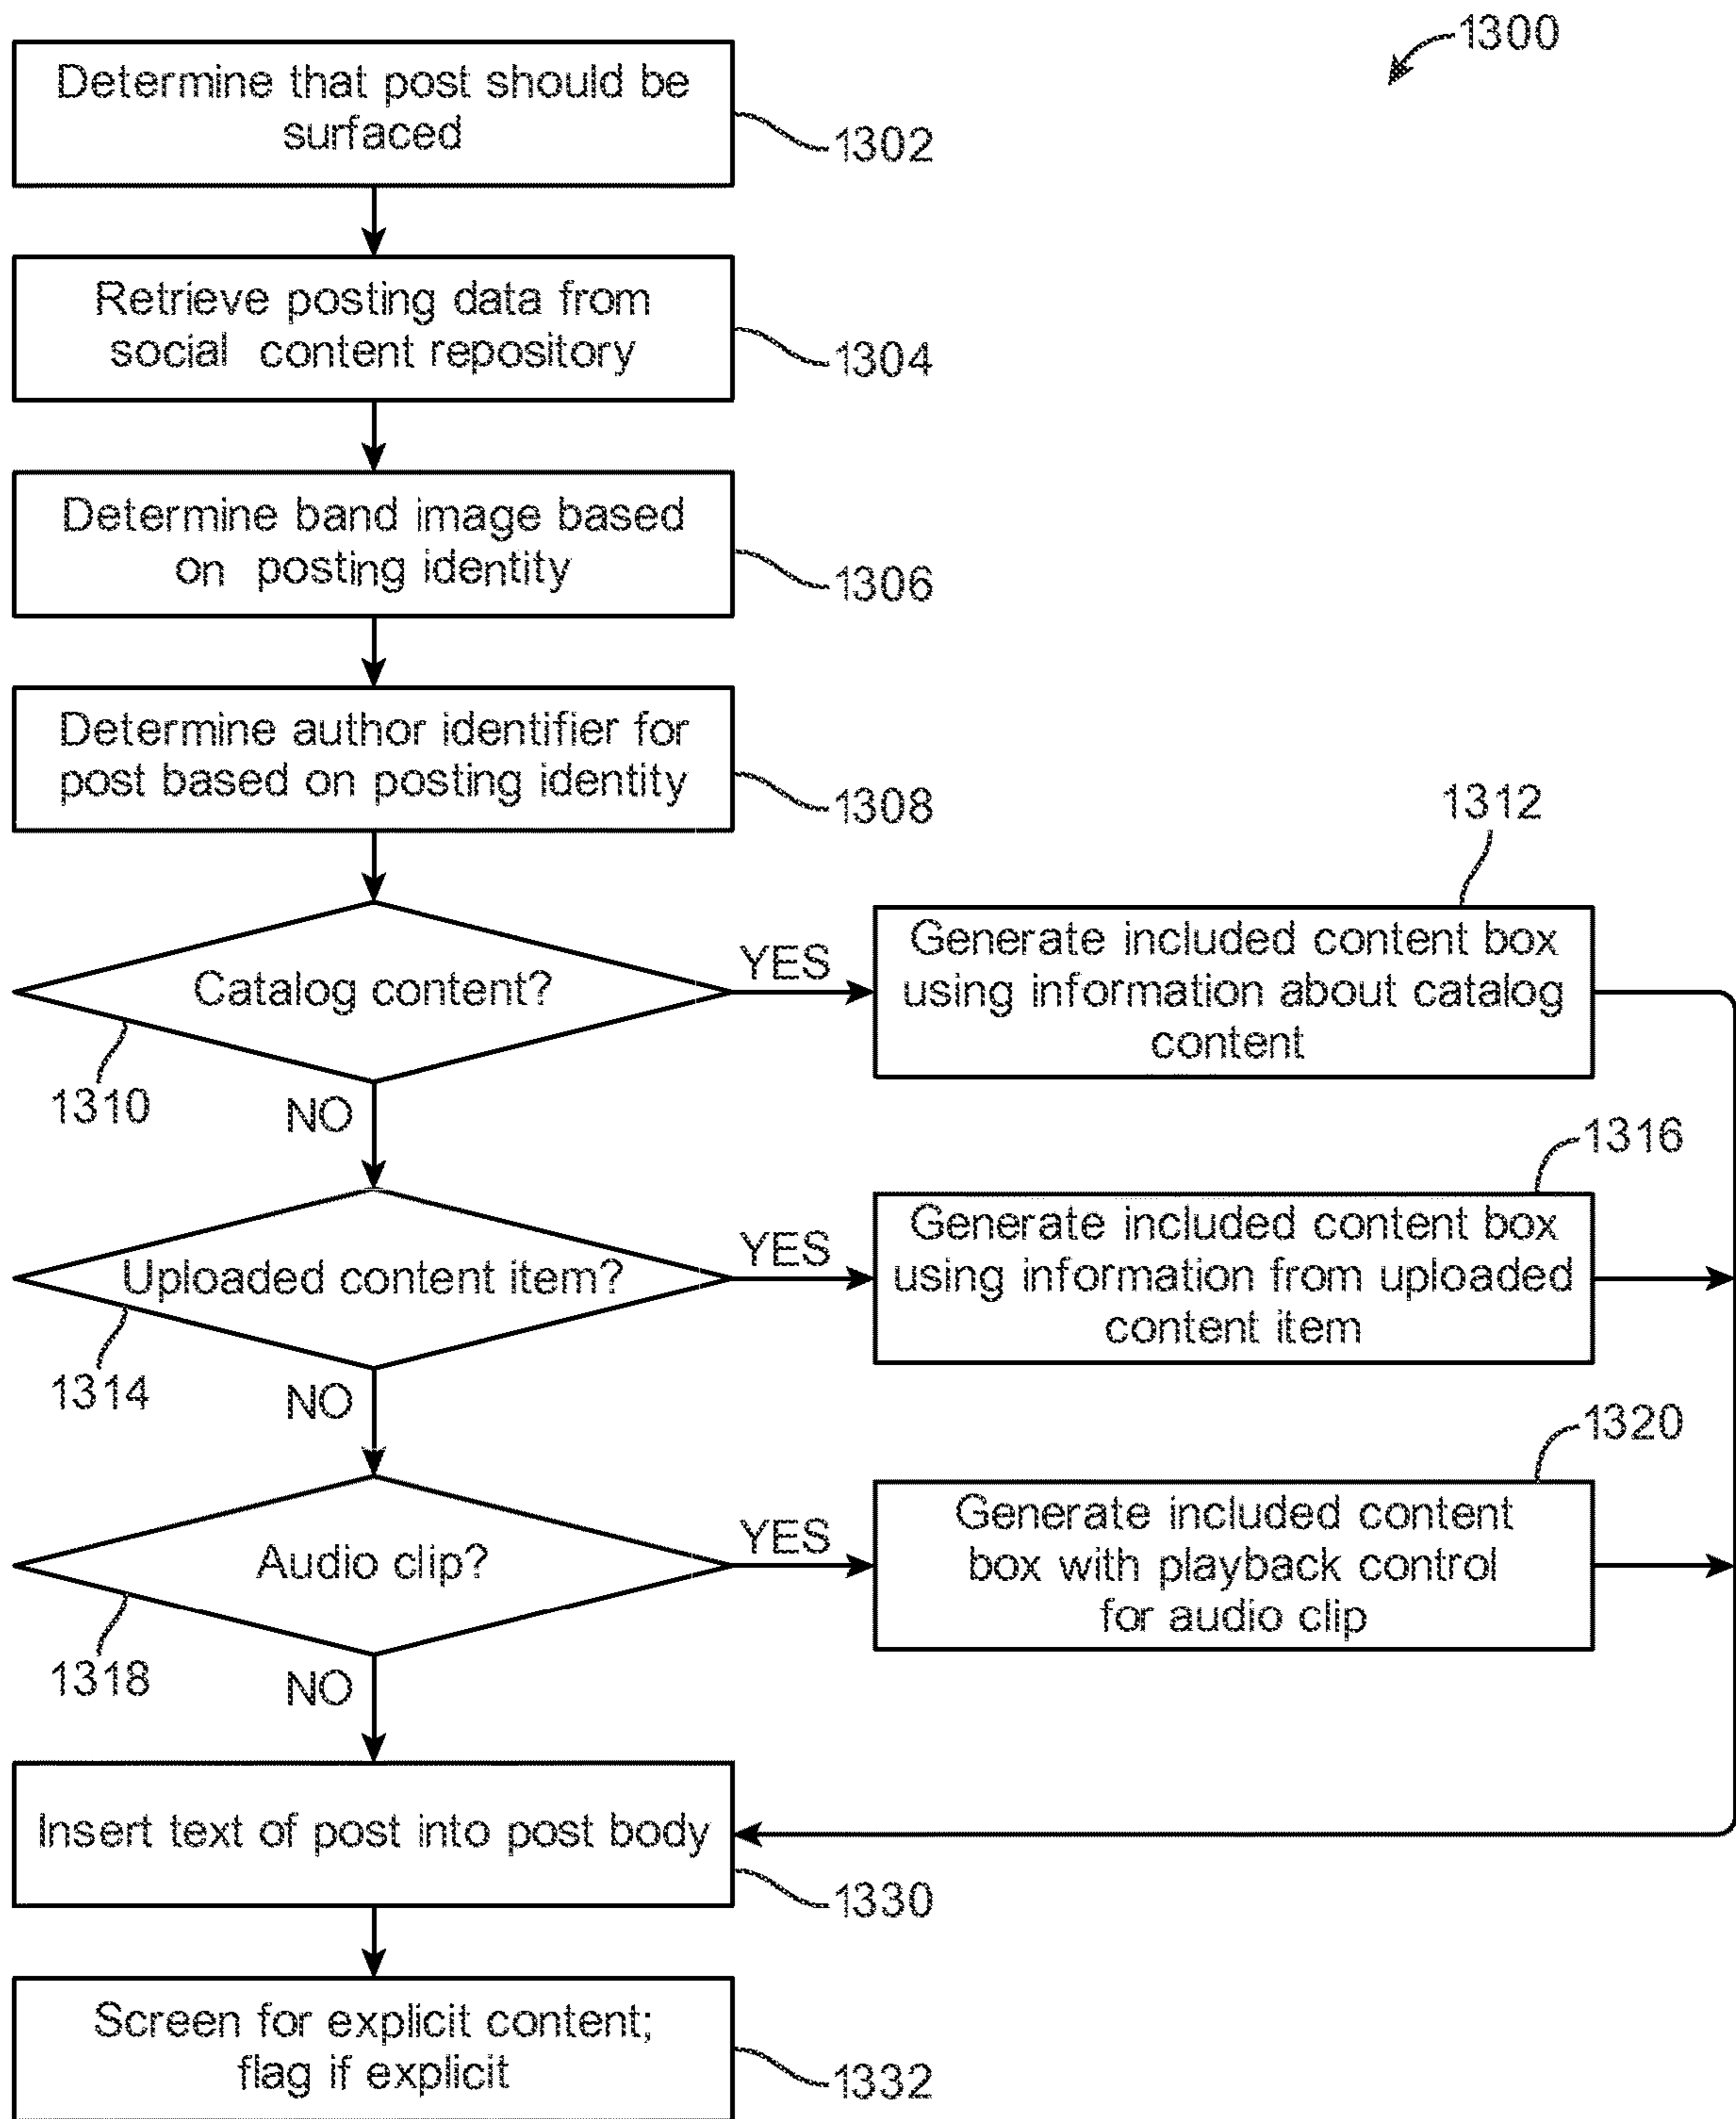 1300
Determine that post should be
surfaced
1302
Retrieve posting data from
social content repository
1304
Determine band image based
on posting identity
1306
Determine author identifier for
post based on posting identity
1308
Catalog content?
1310
YES
NO
1312
Generate included content box
using information about catalog
content
Uploaded content item?
1314
YES
NO
1316
Generate included content box
using information from uploaded
content item
Audio clip?
1318
YES
NO
1320
Generate included content
box with playback control
for audio clip
Insert text of post into post body
1330
Screen for explicit content;
flag if explicit
1332